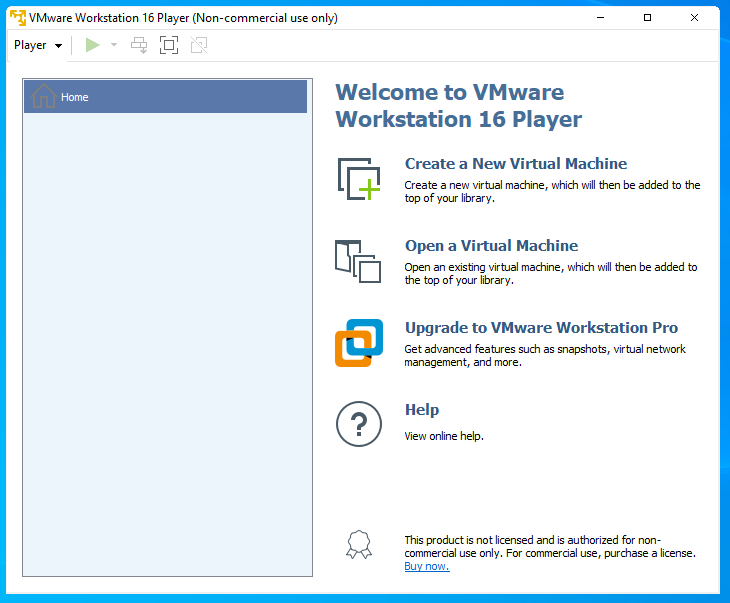 VMware Workstation 16 Player (Non-commercial use only)
Player
Home
Welcome to VMware
Workstation 16 Player
Create a New Virtual Machine
Create a new virtual machine, which will then be added to the
top of your library.
Open a Virtual Machine
Open an existing virtual machine, which will then be added to
the top of your library.
Upgrade to VMware Workstation Pro
Get advanced features such as snapshots, virtual network
management, and more.
?
Help
View online help.
This product is not licensed and is authorized for non-
commercial use only. For commercial use, purchase a license.
Buy now.